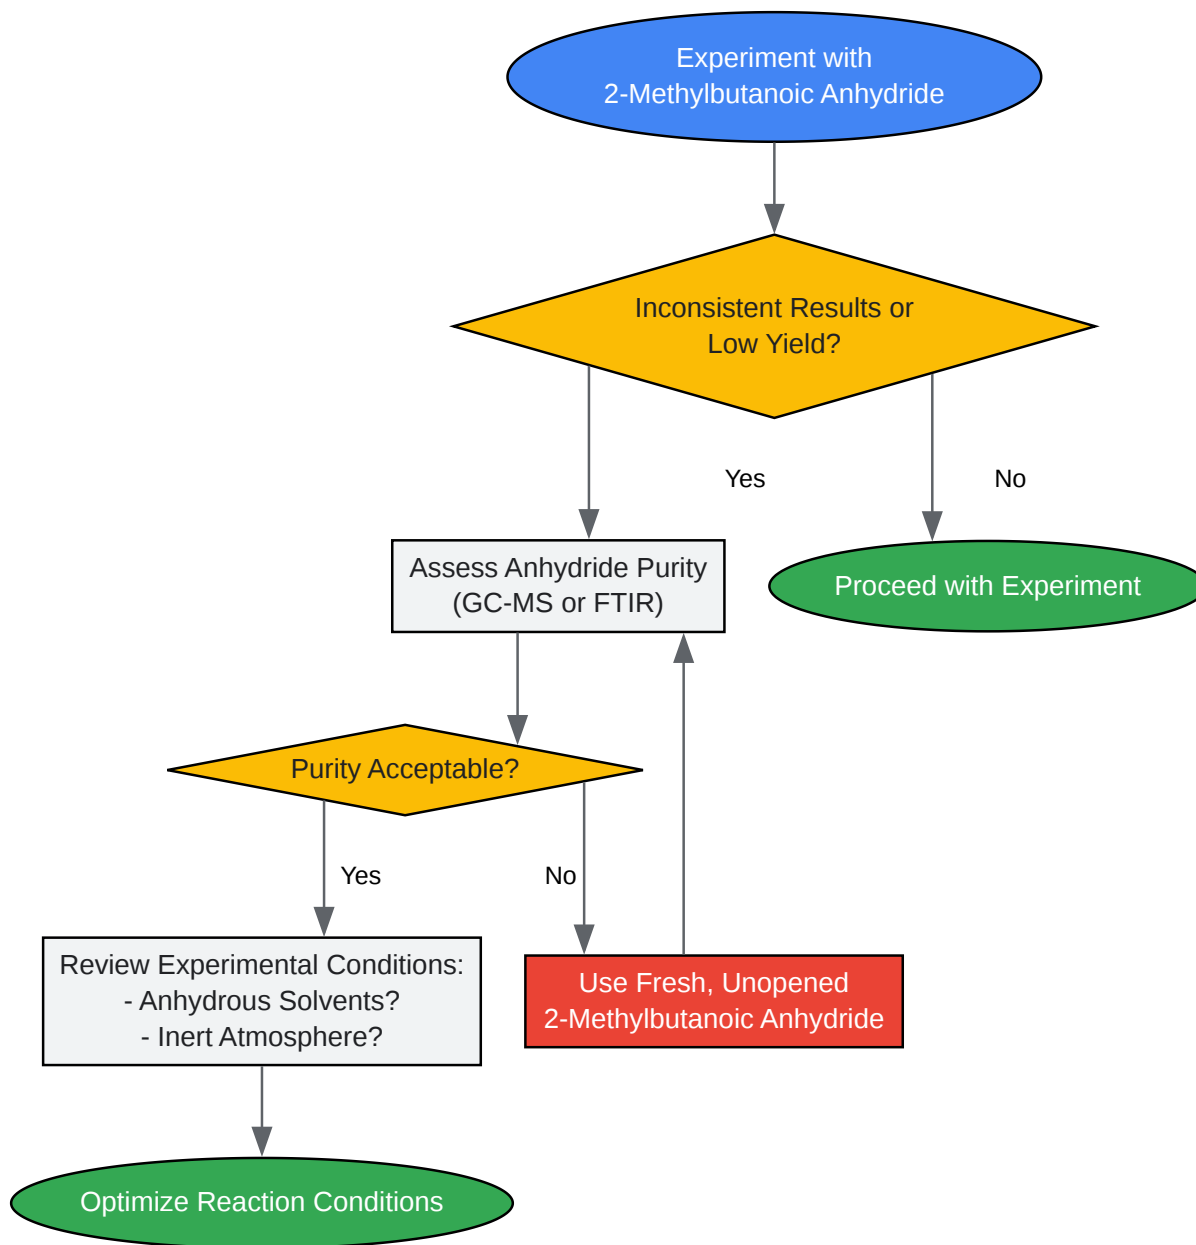 Experiment with
2-Methylbutanoic Anhydride
Inconsistent Results or
Low Yield?
Yes
No
Assess Anhydride Purity
(GC-MS or FTIR)
Proceed with Experiment
Purity Acceptable?
Yes
No
Review Experimental Conditions:
- Anhydrous Solvents?
- Inert Atmosphere?
Use Fresh, Unopened
2-Methylbutanoic Anhydride
Optimize Reaction Conditions